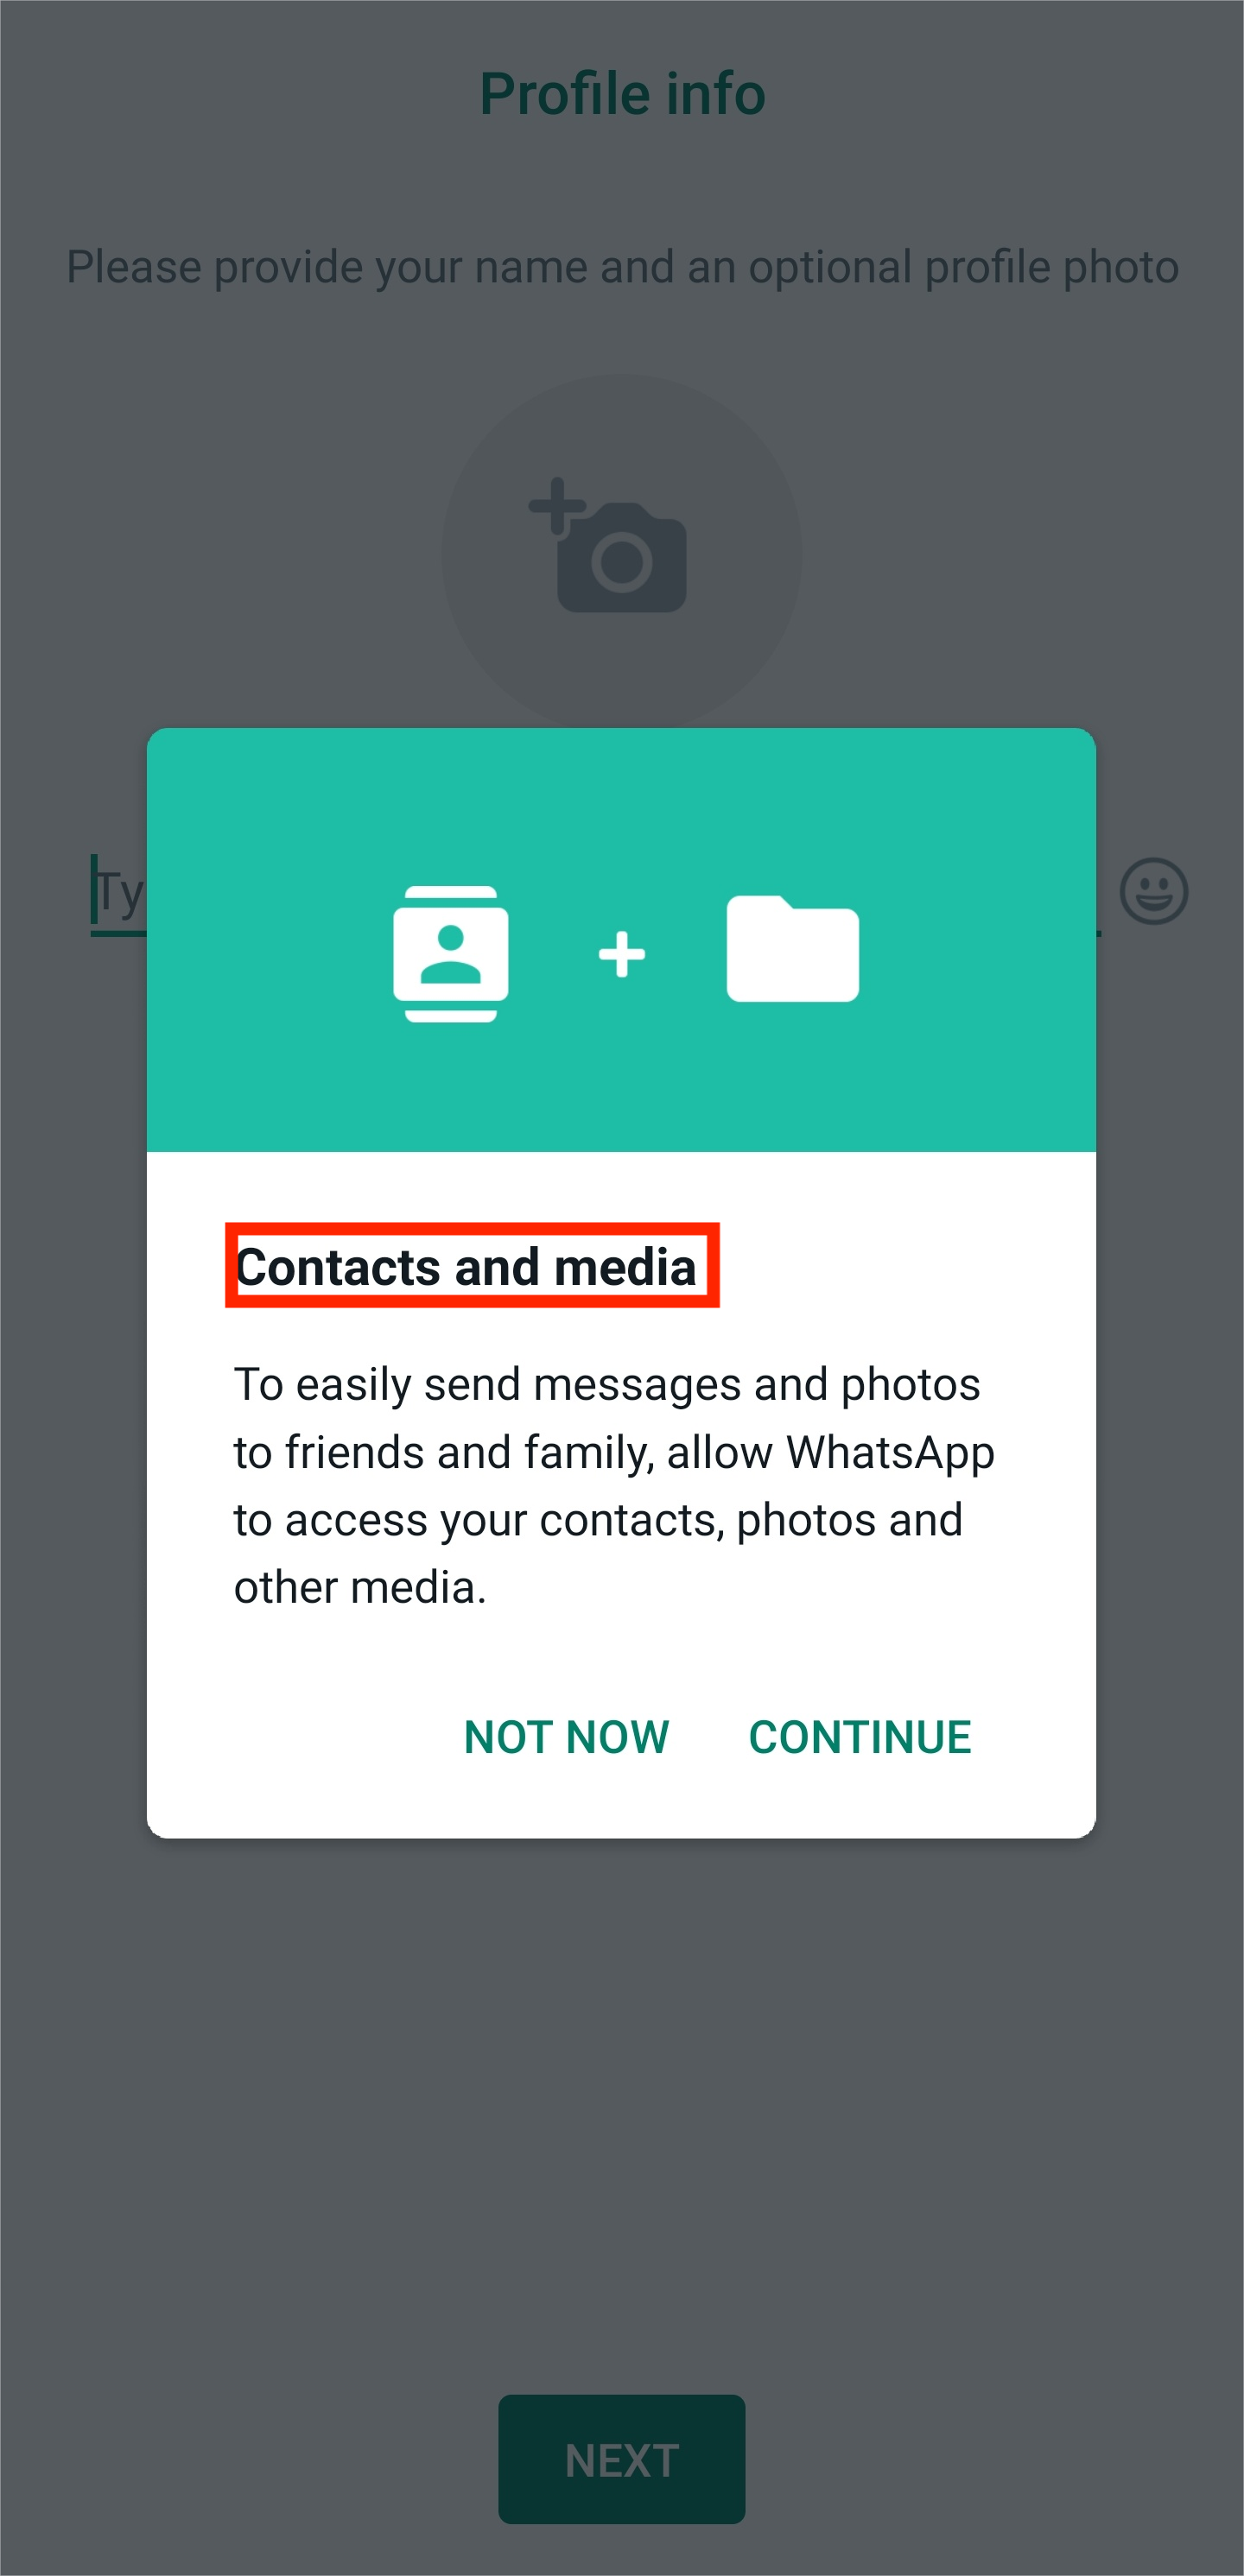 Profile info
Please provide your name and an optional profile photo
Ty
Contacts and media
To easily send messages and photos
to friends and family, allow WhatsApp
to access your contacts, photos and
other media.
NOT NOW CONTINUE
NEXT